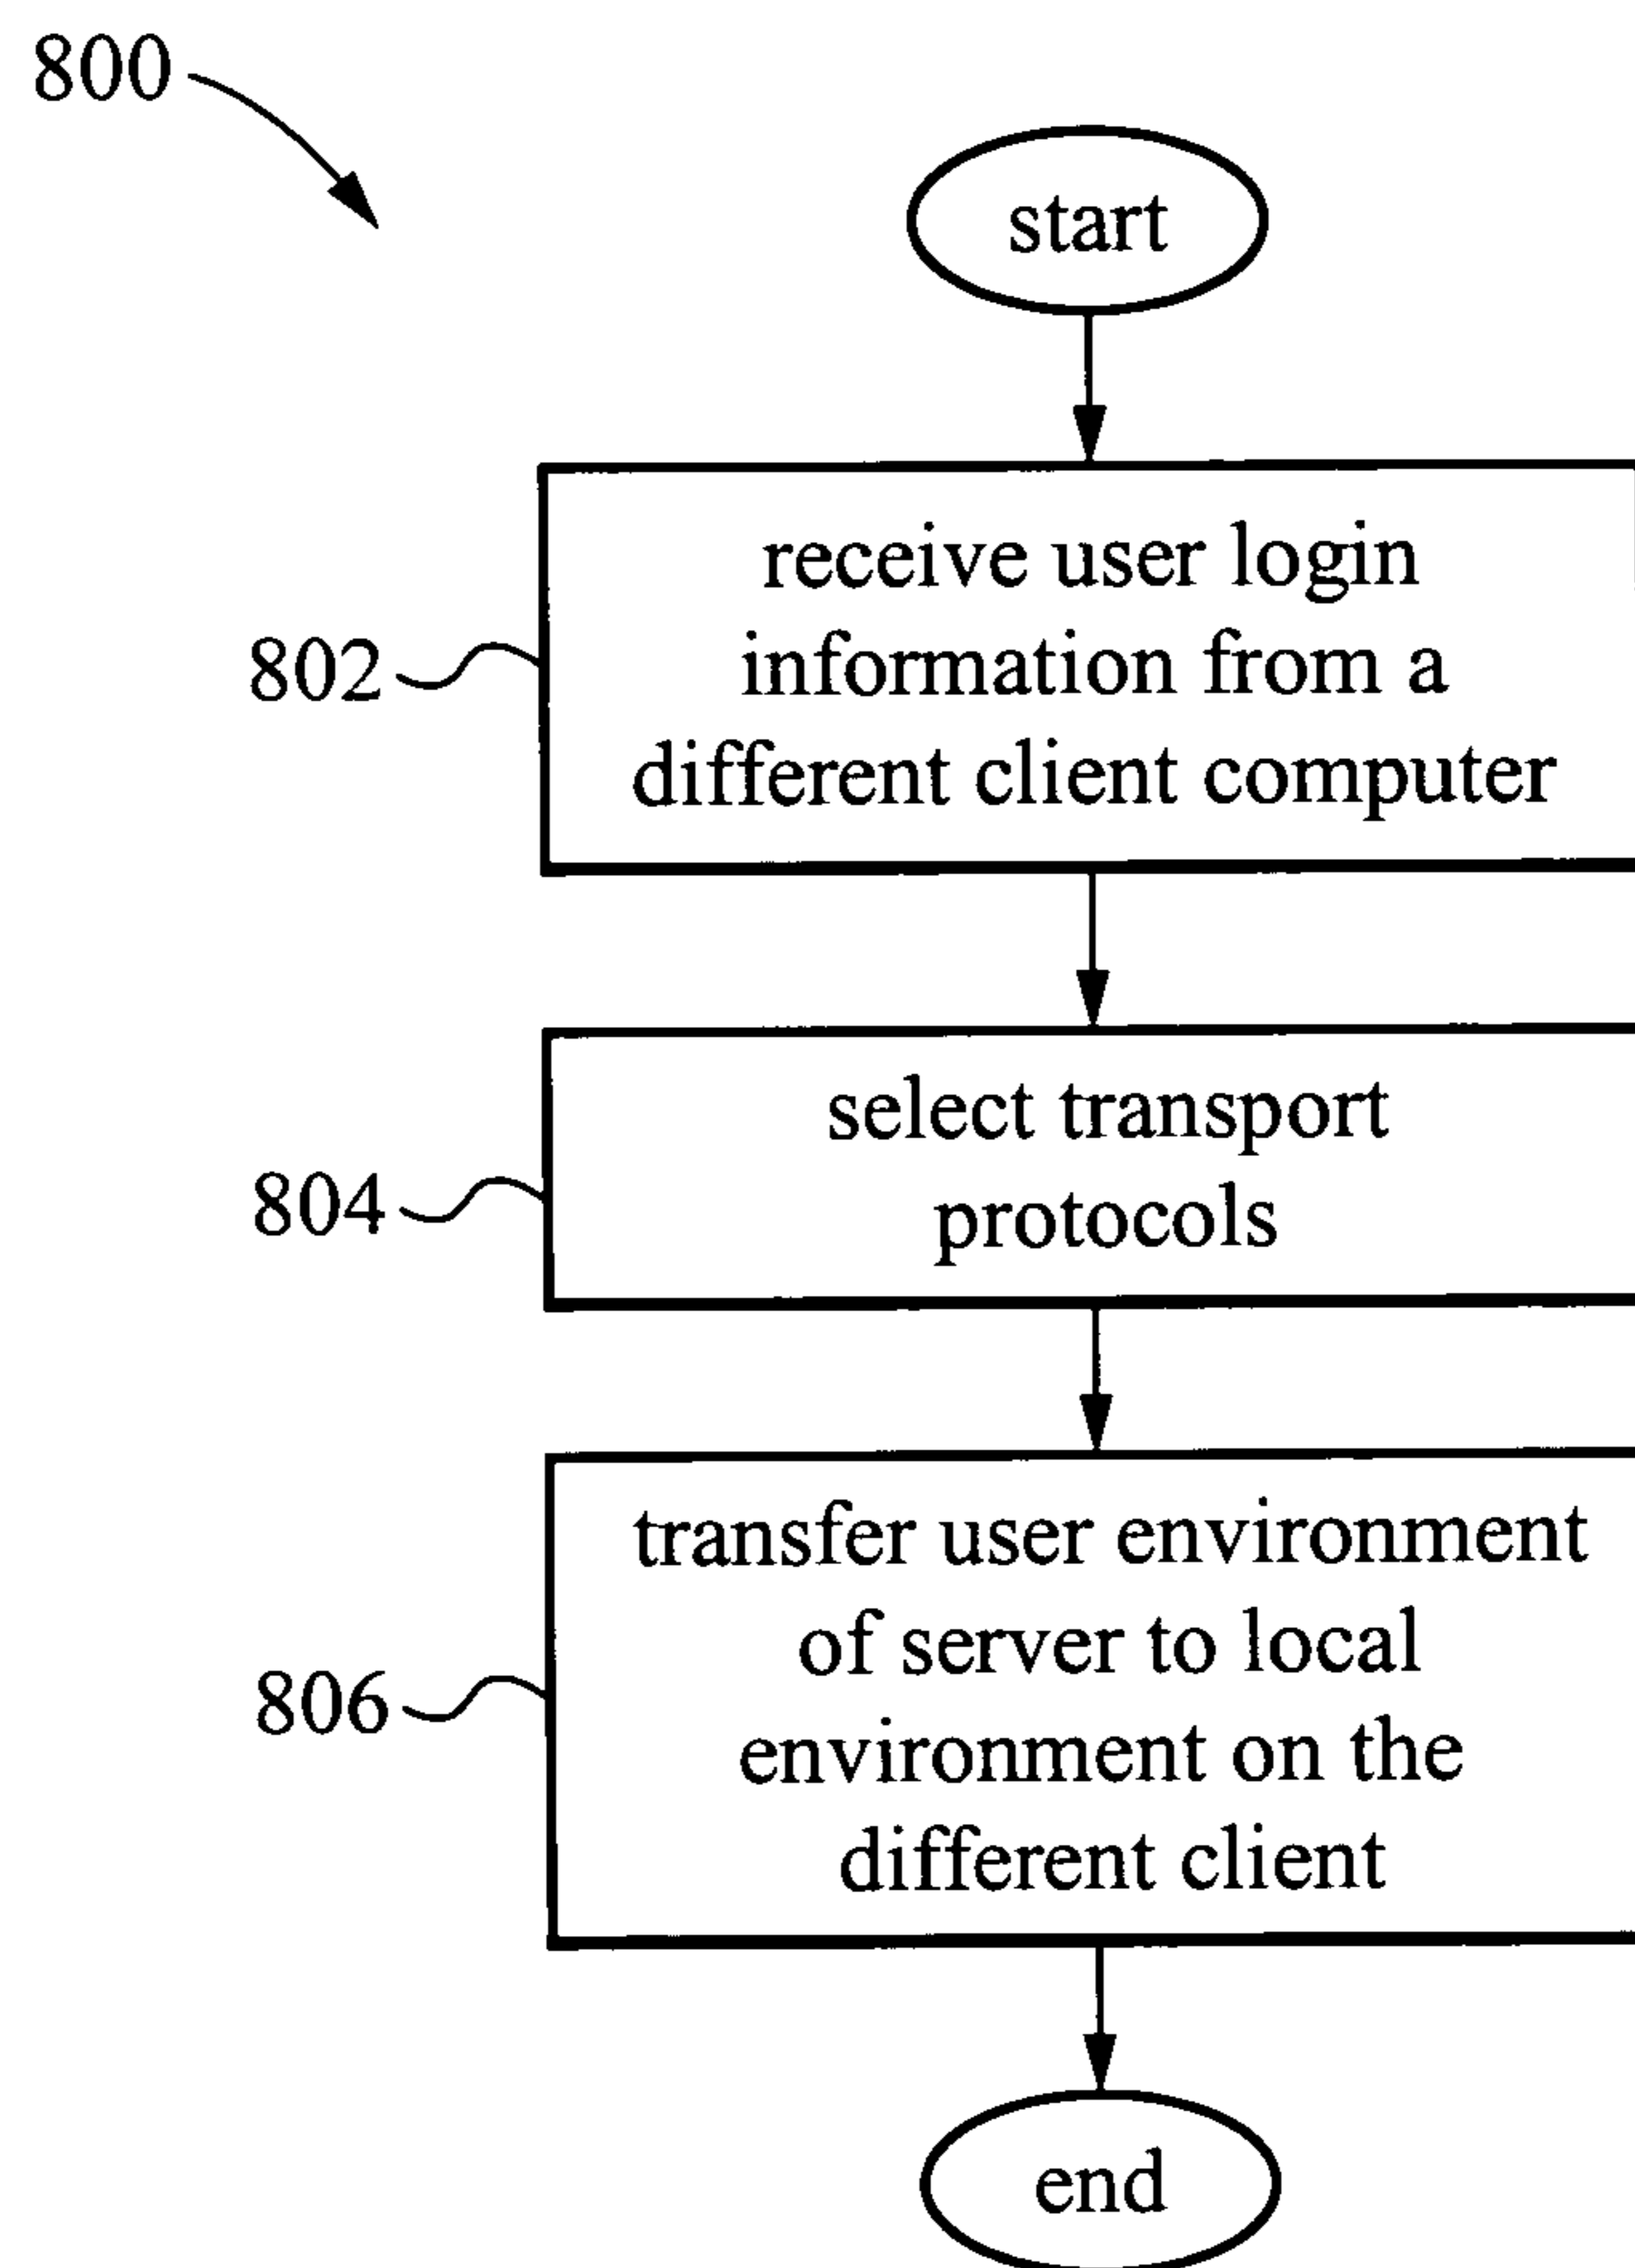 800
start
receive user login
802
information from a
different client computer
select transport
804
protocols
transfer user environment
of server to local
806
environment on the
different client
end